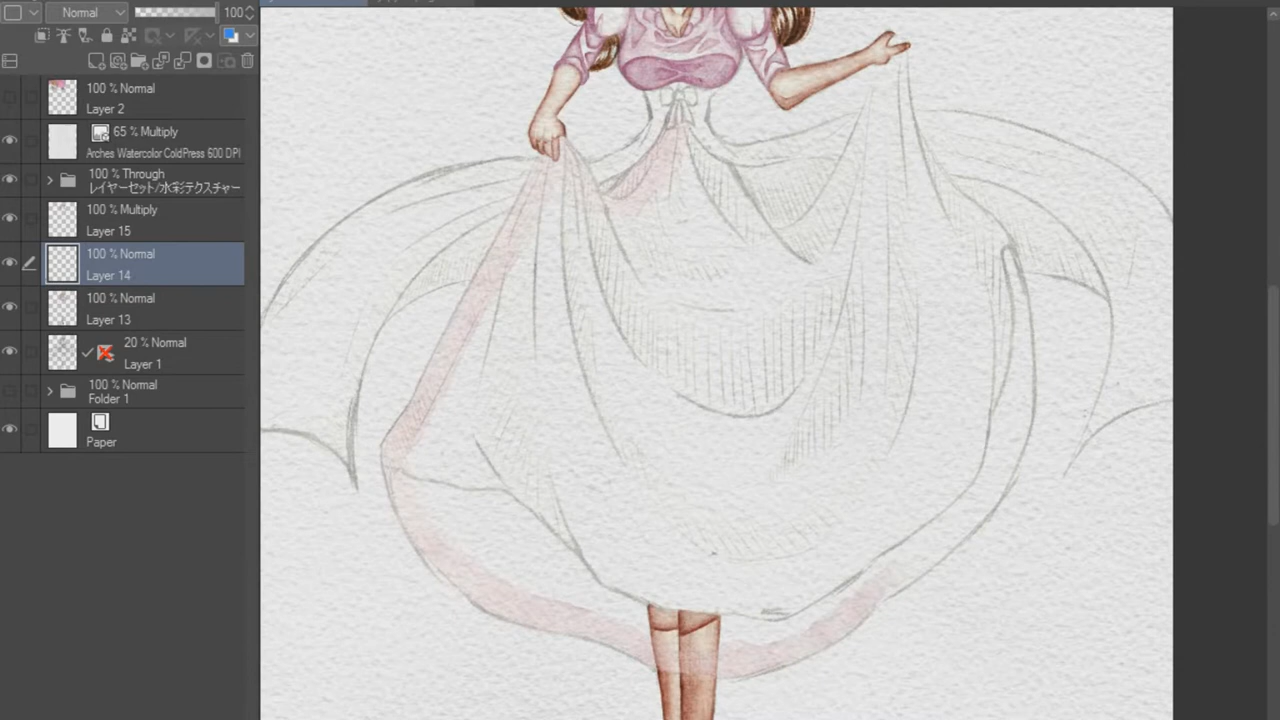 Normal 100
100 % Normal
Layer 2
65 % Multiply
Arches Watercolor ColdPress 600 DPI
100 % Through
レイヤーセット/水彩テクスチャー
100 % Multiply
Layer 15
100 % Normal
Layer 14
100 % Normal
Layer 13
20 % Normal
Layer 1
100 % Normal
Folder 1
Paper